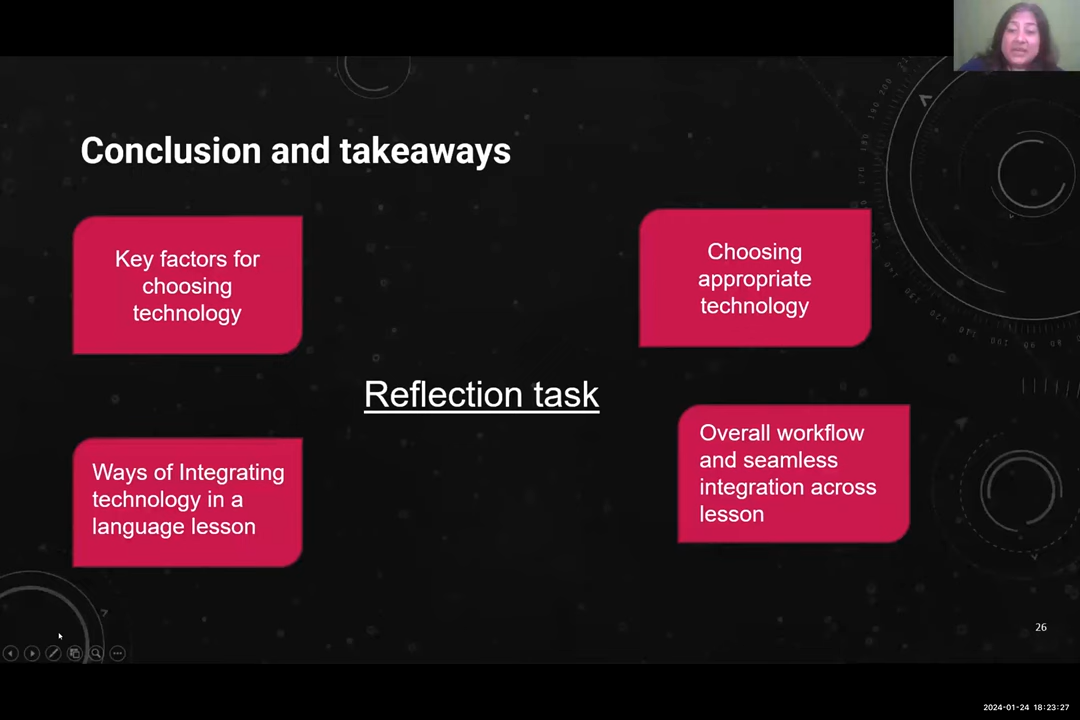 Conclusion and takeaways
Key factors for
choosing
technology
Choosing
appropriate
technology
Reflection task
Ways of Integrating
technology in a
language lesson
Overall workflow
and seamless
integration across
lesson
26
2024-01-24 18:23:27